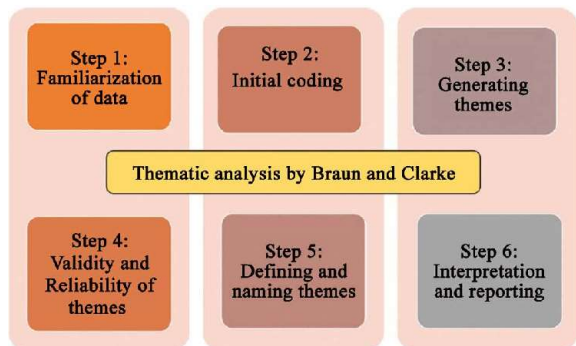 Step 1:
Familiarization
of data
Step 2:
Initial coding
Step 3:
Generating
themes
Thematic analysis by Braun and Clarke
Step 4:
Validity and
Reliability of
themes
Step 5:
Defining and
naming themes
Step 6:
Interpretation
and reporting